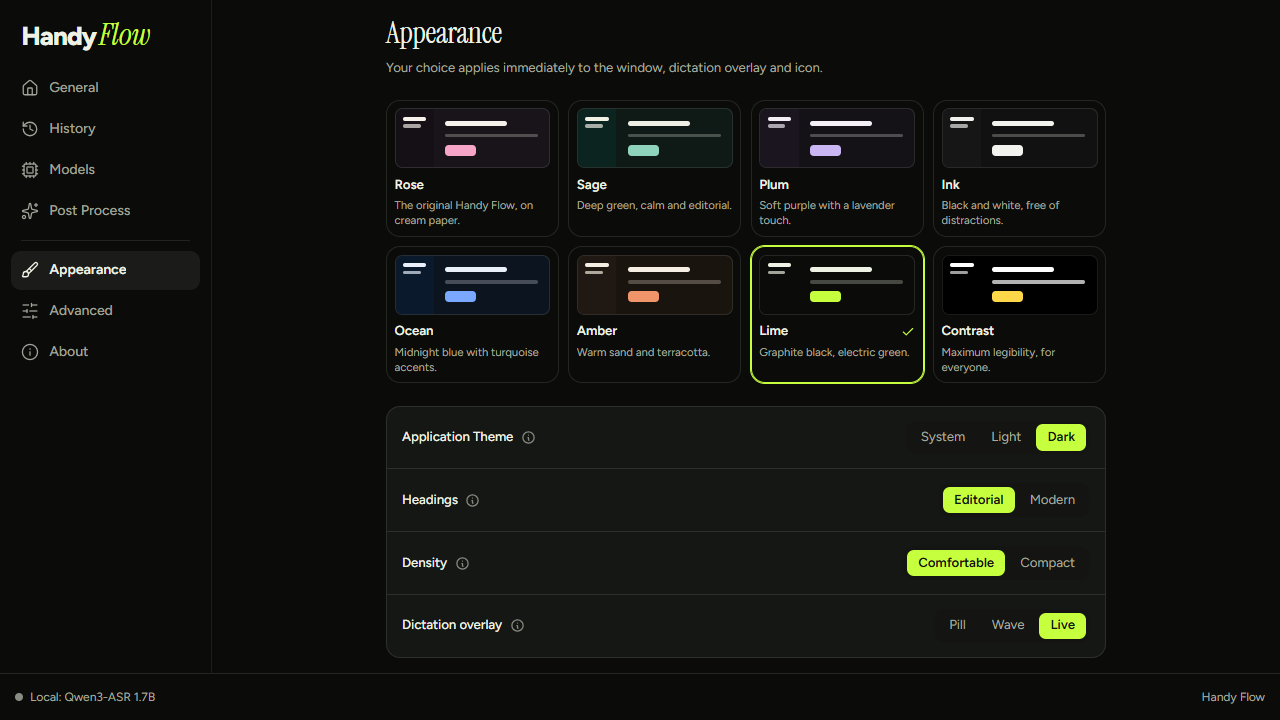 Handy Flow
General
History
Models
Post Process
Appearance
Advanced
About
Appearance
Your choice applies immediately to the window, dictation overlay and icon.
Rose
The original Handy Flow, on
cream paper.
Sage
Deep green, calm and editorial.
Plum
Soft purple with a lavender
touch.
Ink
Black and white, free of
distractions.
Ocean
Midnight blue with turquoise
accents.
Amber
Warm sand and terracotta.
Lime
Graphite black, electric green.
Contrast
Maximum legibility, for
everyone.
Application Theme
System Light Dark
Headings
Editorial Modern
Density
Comfortable Compact
Dictation overlay
Pill Wave Live
Local: Qwen3-ASR 1.7B
Handy Flow